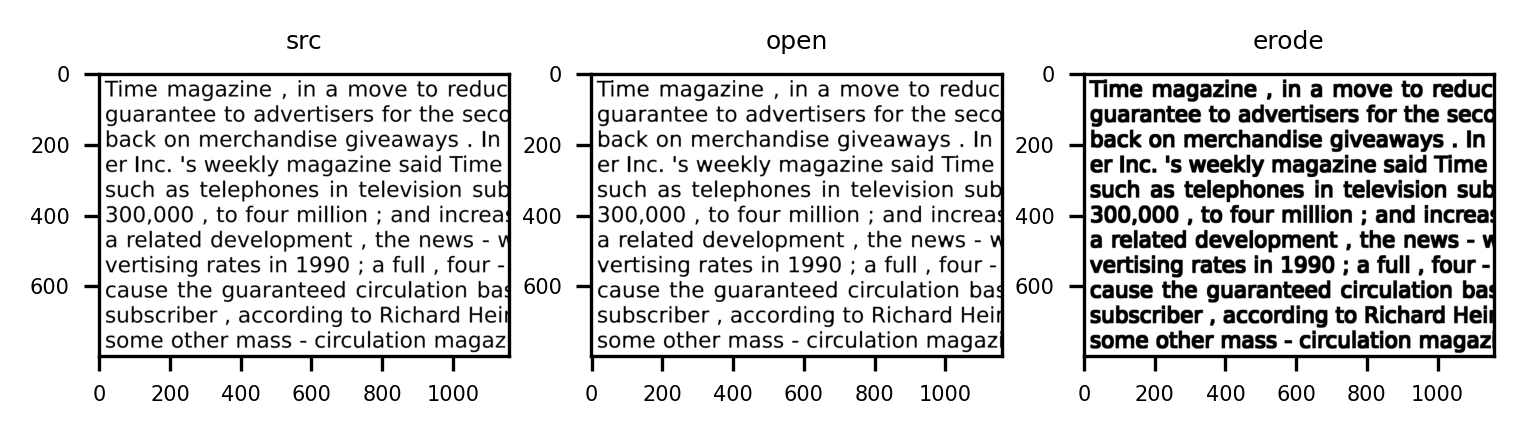 src
open
erode
0
200
400
600
Time magazine , in a move to reduc
guarantee to advertisers for the seco
back on merchandise giveaways . In
er Inc. 's weekly magazine said Time
such as telephones in television sub
300,000 , to four million ; and increas
a related development , the news - w
vertising rates in 1990 ; a full , four -
cause the guaranteed circulation bas
subscriber , according to Richard Hein
some other mass - circulation magaz
0 200 400 600 800 1000
0
200
400
600
Time magazine , in a move to reduc
guarantee to advertisers for the seco
back on merchandise giveaways . In
er Inc. 's weekly magazine said Time
such as telephones in television sub
300,000 , to four million ; and increas
a related development , the news - w
vertising rates in 1990 ; a full , four -
cause the guaranteed circulation bas
subscriber , according to Richard Hein
some other mass - circulation magazi
0 200 400 600 800 1000
0
200
400
600
Time magazine , in a move to reduc
guarantee to advertisers for the seco
back on merchandise giveaways . In
er Inc. 's weekly magazine said Time
such as telephones in television sub
300,000 , to four million ; and increas
a related development , the news - w
vertising rates in 1990 ; a full , four -
cause the guaranteed circulation bas
subscriber , according to Richard Hein
some other mass - circulation magaz
0 200 400 600 800 1000